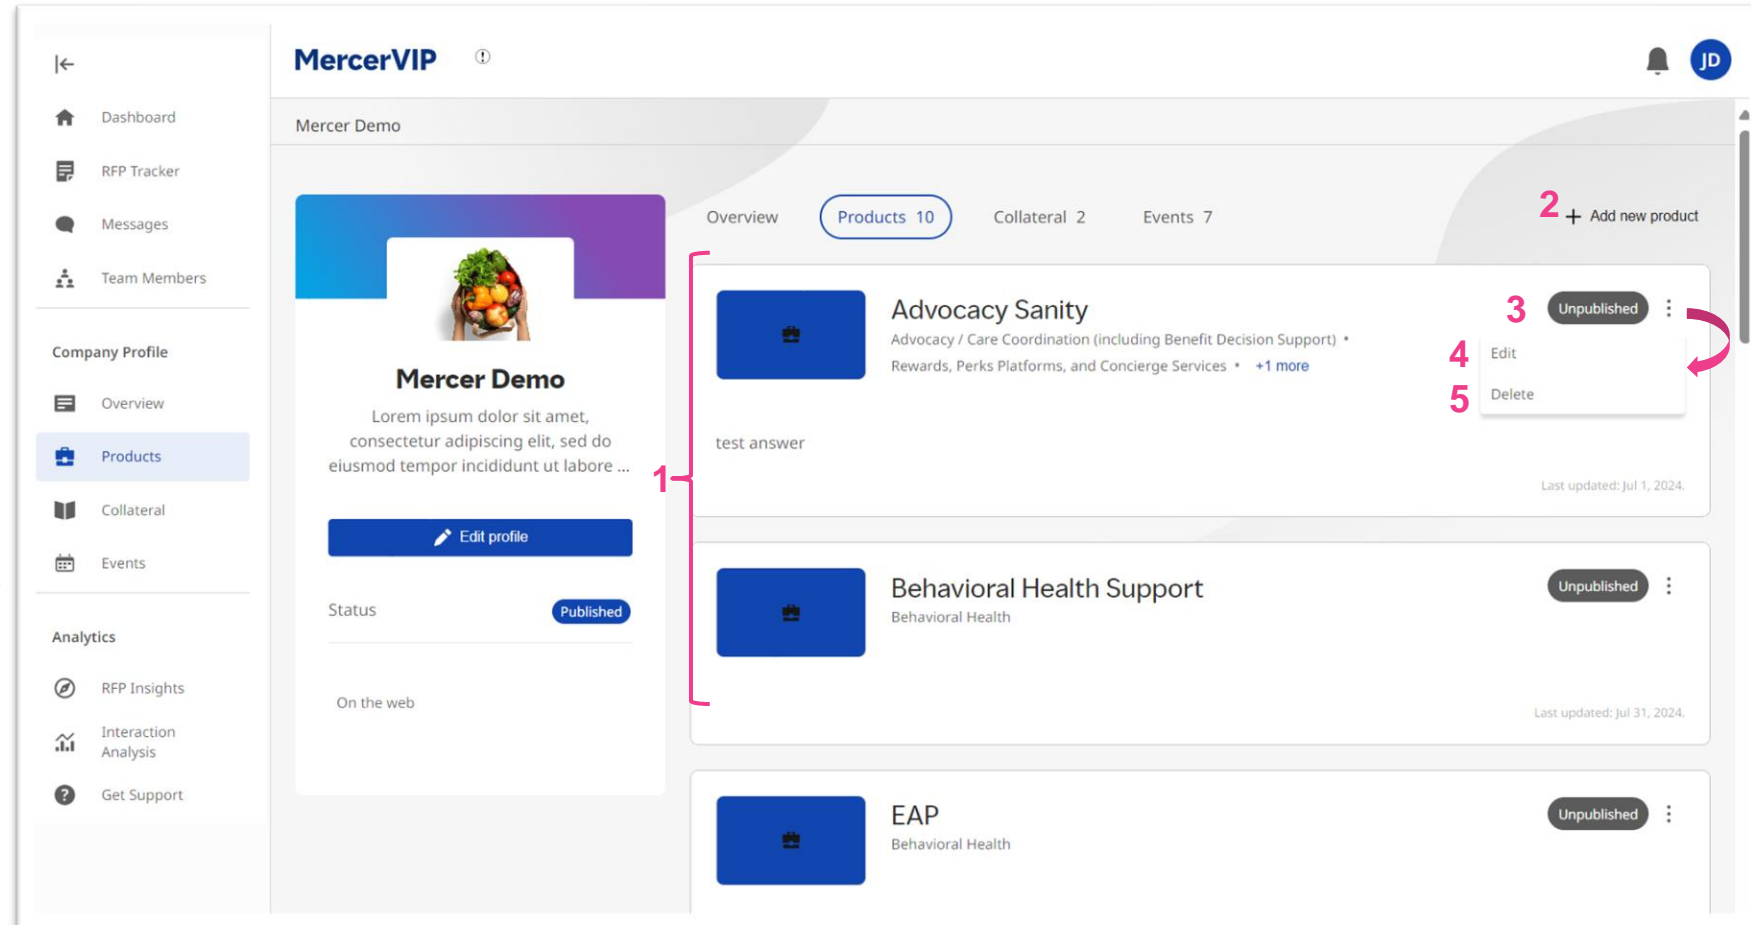 MercerVIP
JD
Dashboard
RFP Tracker
Messages
Team Members
Company Profile
Overview
Products
Collateral
Events
Analytics
RFP Insights
Interaction
Analysis
Get Support
Mercer Demo
Mercer Demo
Lorem ipsum dolor sit amet,
consectetur adipiscing elit, sed do
eiusmod tempor incididunt ut labore ...
Edit profile
Status Published
On the web
Overview Products 10 Collateral 2 Events 7
2 + Add new product
1
Advocacy Sanity
Advocacy / Care Coordination (including Benefit Decision Support) •
Rewards, Perks Platforms, and Concierge Services • +1 more
3 Unpublished
4 Edit
5 Delete
test answer
Last updated: Jul 1, 2024.
Behavioral Health Support
Behavioral Health
Unpublished
Last updated: Jul 31, 2024.
EAP
Behavioral Health
Unpublished